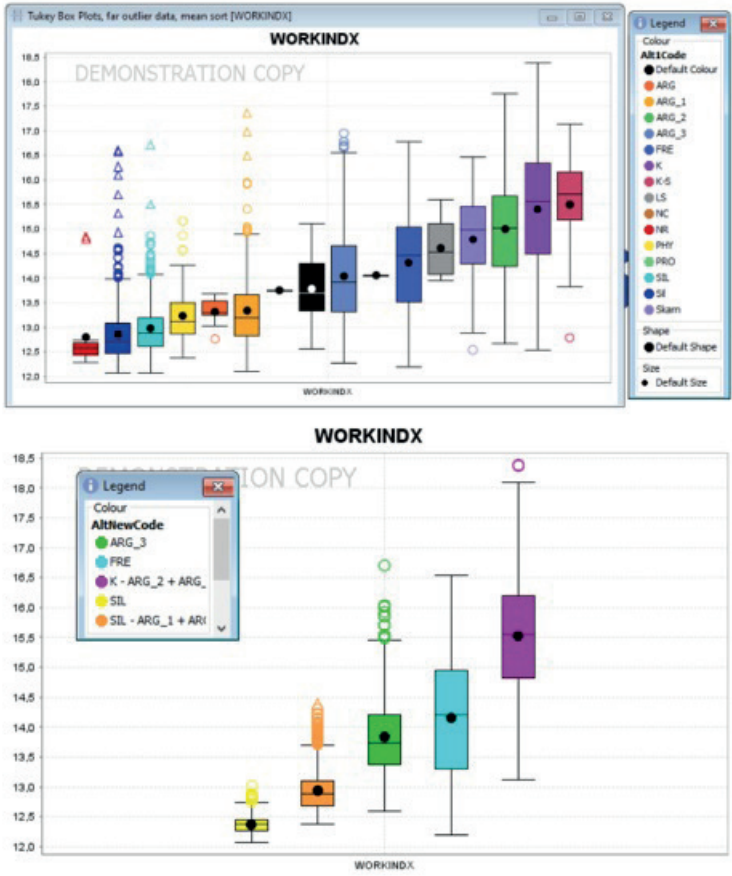 Tukey Box Plots, far outlier data, mean sort [WORKINDX]
WORKINDX
DEMONSTRATION COPY
18,5
18,0
17,5
17,0
16,5
16,0
15,5
15,0
14,5
14,0
13,5
13,0
12,5
12,0
WORKINDX
Legend
Colour
Alt1Code
Default Colour
ARG
ARG_1
ARG_2
ARG_3
FRE
K
K-S
LS
NC
NR
PHY
PRO
SIL
Sil
Skarn
Shape
Default Shape
Size
Default Size
WORKINDX
DEMONSTRATION COPY
18,5
18,0
17,5
17,0
16,5
16,0
15,5
15,0
14,5
14,0
13,5
13,0
12,5
12,0
Legend
Colour
AltNewCode
ARG_3
FRE
K - ARG_2 + ARG_
SIL
SIL - ARG_1 + AR(
WORKINDX